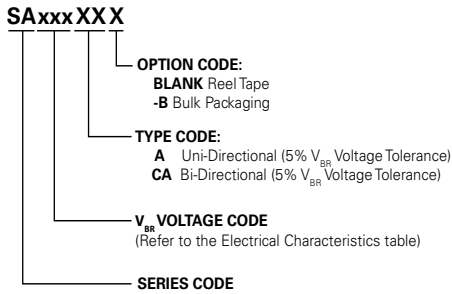 SAxxxXX X
OPTION CODE:
BLANK Reel Tape
-B Bulk Packaging
TYPE CODE:
A Uni-Directional (5% VBR Voltage Tolerance)
CA Bi-Directional (5% VBR Voltage Tolerance)
VBR VOLTAGE CODE
(Refer to the Electrical Characteristics table)
SERIES CODE